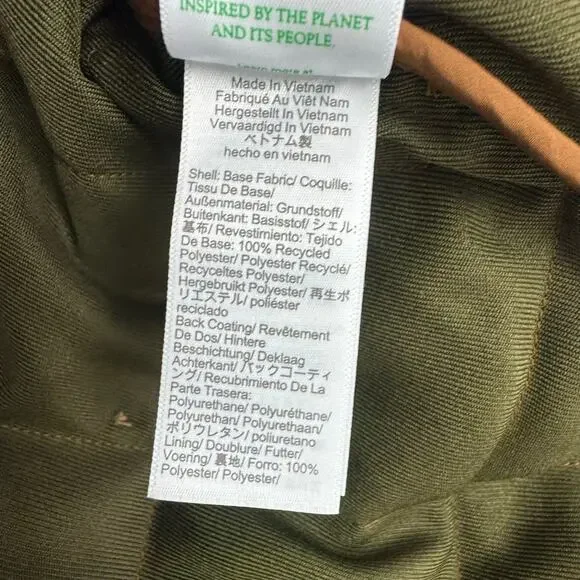 INSPIRED BY THE PLANET
AND ITS PEOPLE.
Learn more at
Made In Vietnam
Fabriqué Au Viêt Nam
Hergestellt In Vietnam
Vervaardigd In Vietnam
ベトナム製
hecho en vietnam
Shell: Base Fabric/ Coquille:
Tissu De Base/
Außenmaterial: Grundstoff/
Buitenkant: Basisstof/ シェル:
基布/ Revestimiento: Tejido
De Base: 100% Recycled
Polyester/ Polyester Recyclé/
Recyceltes Polyester/
Hergebruikt Polyester/ 再生ポ
リエステル/ poliéster
reciclado
Back Coating/ Revêtement
De Dos/ Hintere
Beschichtung/ Deklaag
Achterkant/ バックコーティ
ング/ Recubrimiento De La
Parte Trasera:
Polyurethane/ Polyuréthane/
Polyurethan/ Polyurethaan/
ポリウレタン/ poliuretano
Lining/ Doublure/ Futter/
Voering/ 裏地/ Forro: 100%
Polyester/ Polyester/